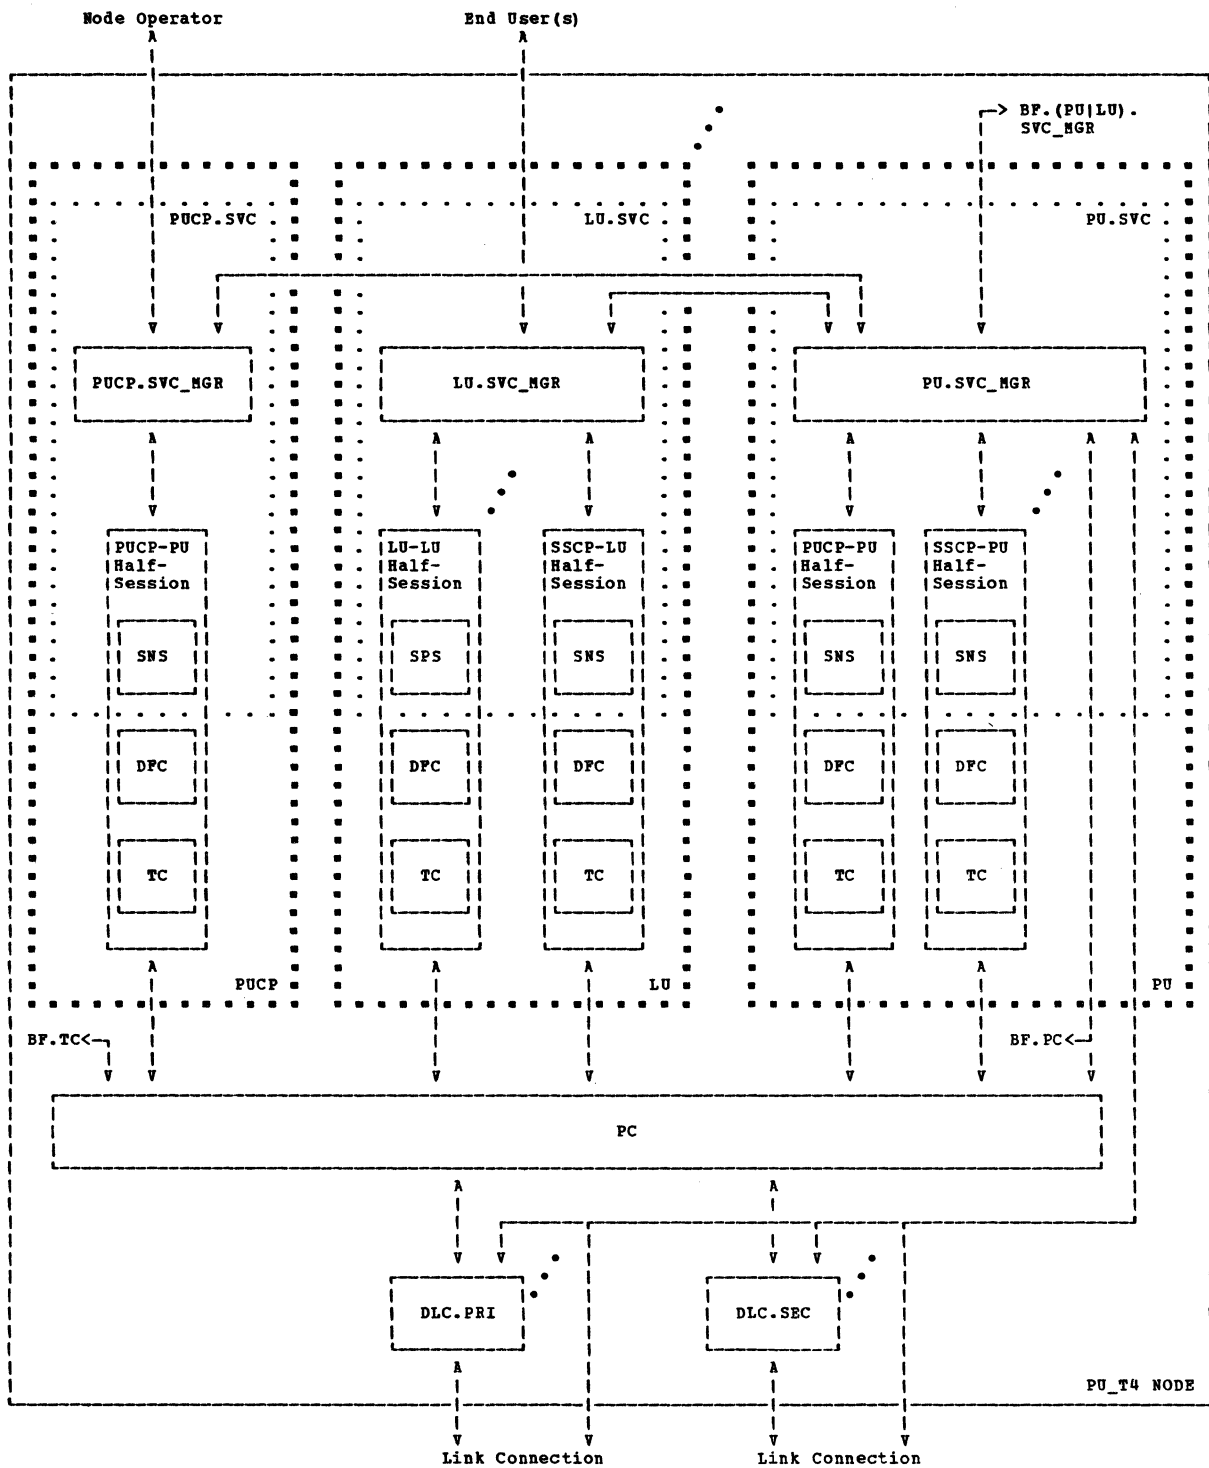 Node Operator
End User(s)
BF.(PU|LU).
SVC_MGR
PUCP.SVC
LU.SVC
PU.SVC
PUCP.SVC_MGR
LU.SVC_MGR
PU.SVC_MGR
PUCP-PU
Half-
Session
LU-LU
Half-
Session
SSCP-LU
Half-
Session
PUCP-PU
Half-
Session
SSCP-PU
Half-
Session
SNS
SPS
SNS
SNS
SNS
DFC
DFC
DFC
DFC
DFC
TC
TC
TC
TC
TC
PUCP
LU
PU
BF.TC
BF.PC
PC
DLC.PRI
DLC.SEC
PU_T4 NODE
Link Connection
Link Connection